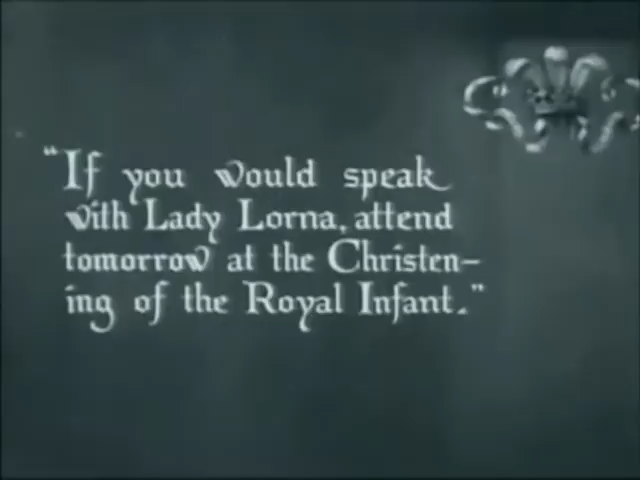 “If you would speak
with Lady Lorna, attend
tomorrow at the Christen-
ing of the Royal Infant.”